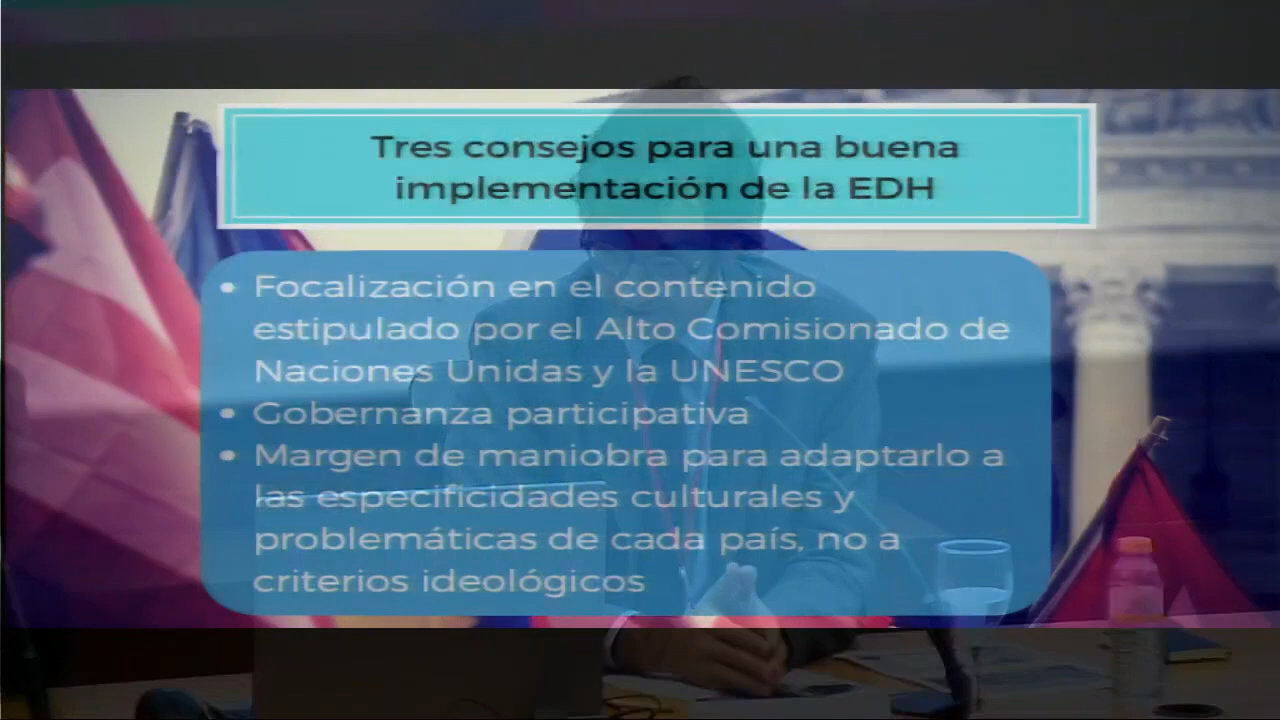 Tres consejos para una buena
implementación de la EDH
• Focalización en el contenido
estipulado por el Alto Comisionado de
Naciones Unidas y la UNESCO
• Gobernanza participativa
• Margen de maniobra para adaptarlo a
las especificidades culturales y
problemáticas de cada país, no a
criterios ideológicos